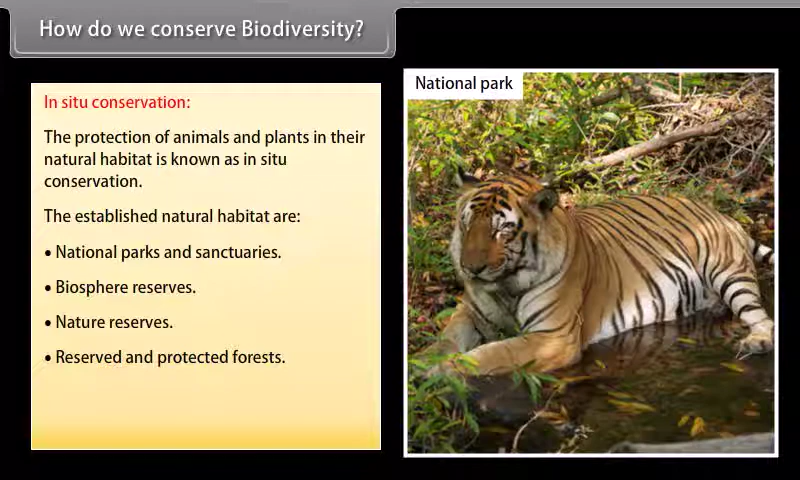 How do we conserve Biodiversity?
In situ conservation:
The protection of animals and plants in their
natural habitat is known as in situ
conservation.
The established natural habitat are:
• National parks and sanctuaries.
• Biosphere reserves.
• Nature reserves.
• Reserved and protected forests.
National park